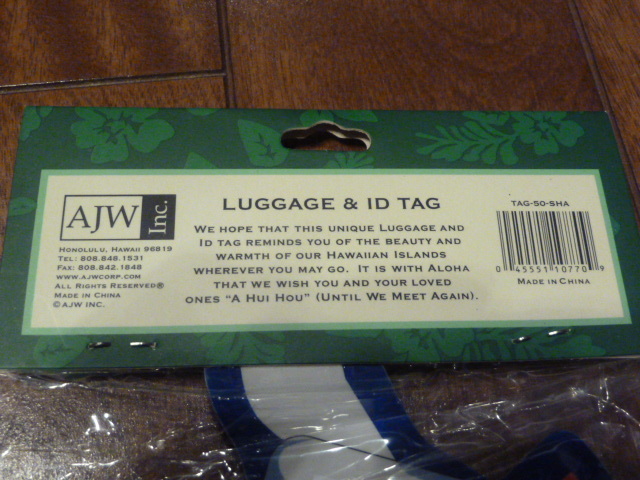 AJW Inc.
HONOLULU, HAWAII 96819
TEL: 808.848.1531
FAX: 808.842.1848
WWW.AJWCORP.COM
ALL RIGHTS RESERVED®
MADE IN CHINA
© AJW INC.
LUGGAGE & ID TAG
WE HOPE THAT THIS UNIQUE LUGGAGE AND
ID TAG REMINDS YOU OF THE BEAUTY AND
WARMTH OF OUR HAWAIIAN ISLANDS
WHEREVER YOU MAY GO. IT IS WITH ALOHA
THAT WE WISH YOU AND YOUR LOVED
ONES "A HUI HOU" (UNTIL WE MEET AGAIN).
TAG-50-SHA
0 45551 10770 9
MADE IN CHINA